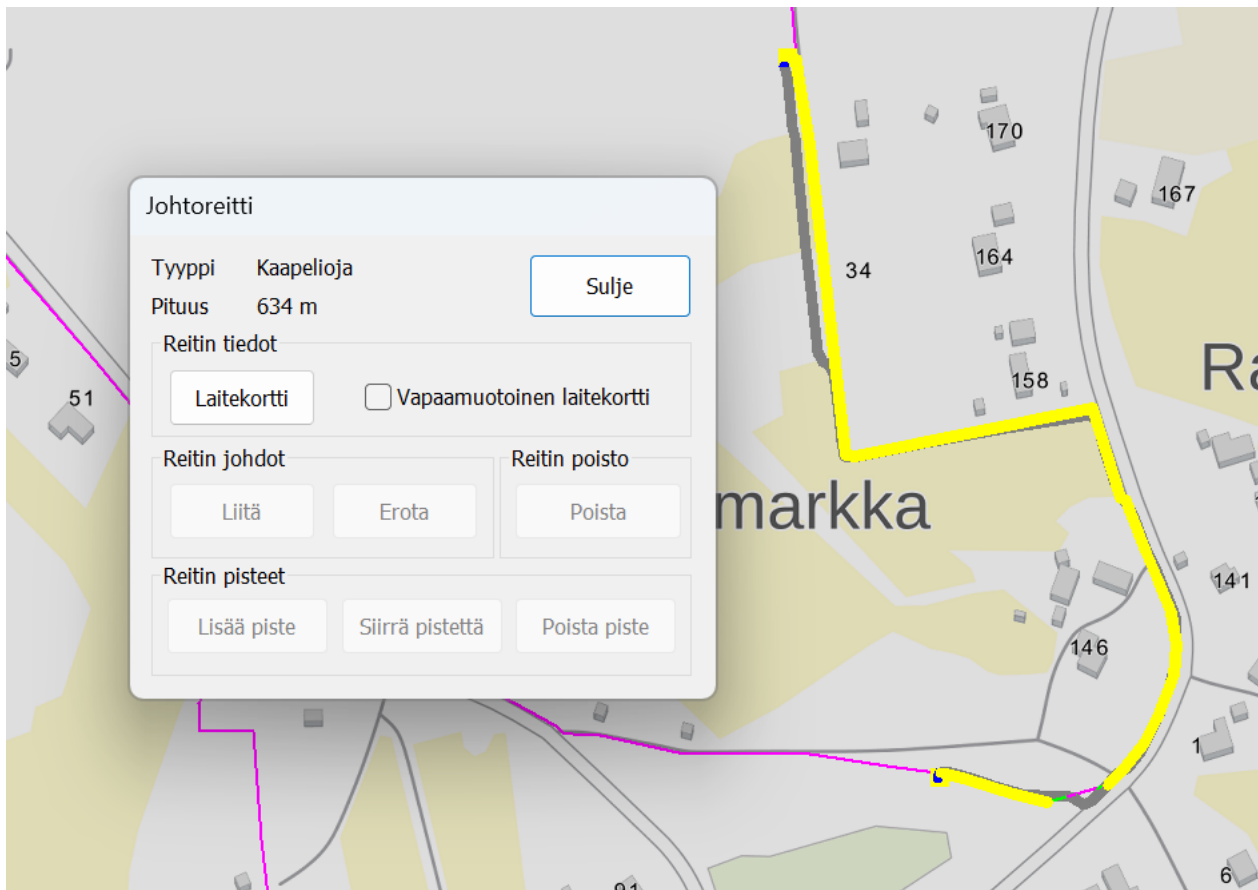 170
167
Johtoreitti
Tyyppi Kaapelioja
Pituus 634 m
Sulje
34
164
Reitin tiedot
Laitekortti
Vapaamuotoinen laitekortti
5
51
158
Ra
Reitin johdot
Reitin poisto
Liitä
Erota
Poista
markka
Reitin pisteet
Lisää piste
Siirrä pistettä
Poista piste
141
146
1
6
91